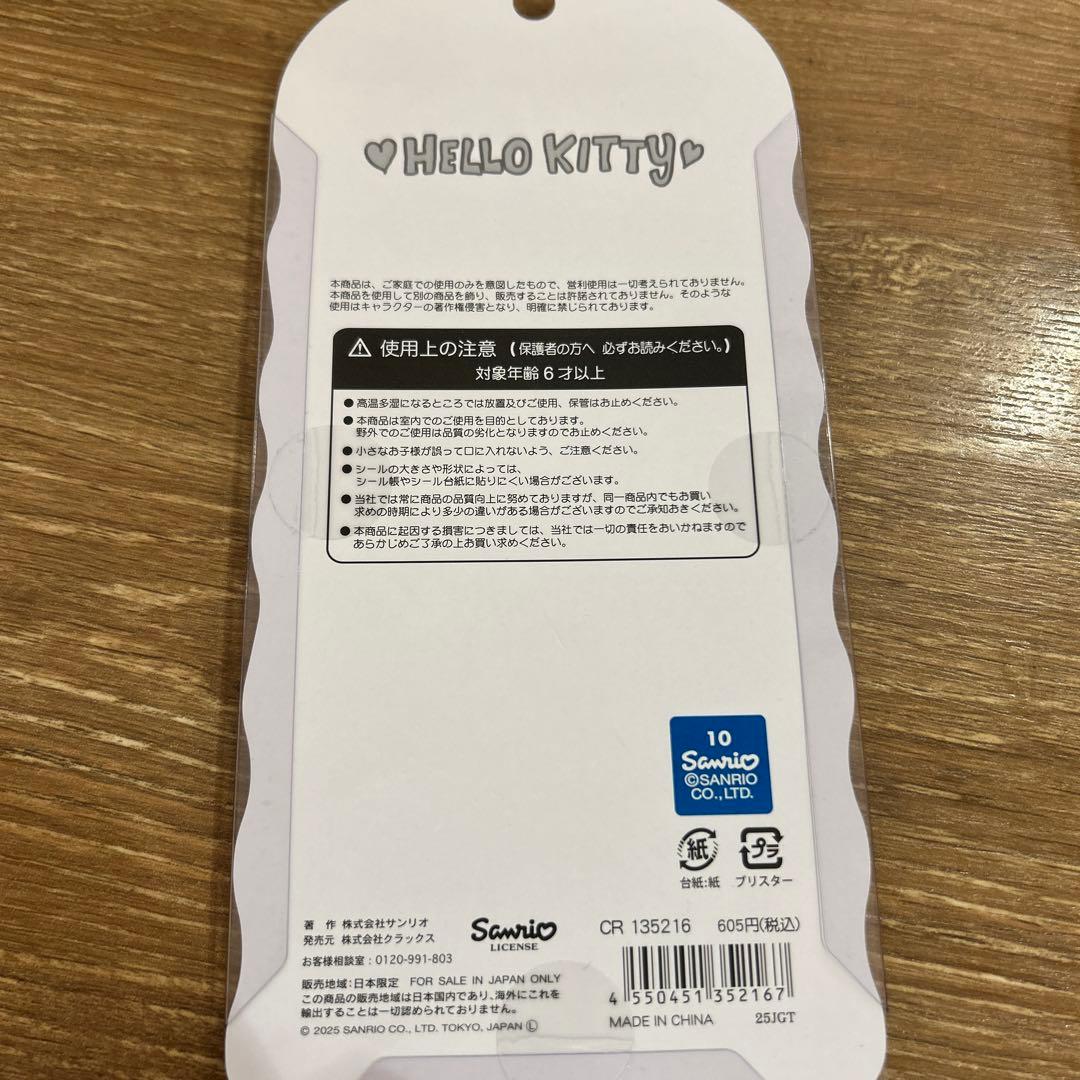 HELLO KITTY
本商品は、ご家庭での使用のみを意図したもので、営利使用は一切考えられておりません。
本商品を使用して別の商品を飾り、販売することは許諾されておりません。そのような
使用はキャラクターの著作権侵害となり、明確に禁じられております。
⚠ 使用上の注意 (保護者の方へ 必ずお読みください。)
対象年齢6才以上
●高温多湿になるところでは放置及びご使用、保管はお止めください。
●本商品は室内でのご使用を目的としております。
野外でのご使用は品質の劣化となりますのでお止めください。
●小さなお子様が誤って口に入れないよう、ご注意ください。
●シールの大きさや形状によっては、
シール帳やシール台紙に貼りにくい場合がございます。
●当社では常に商品の品質向上に努めておりますが、同一商品内でもお買い
求めの時期により多少の違いがある場合がございますのでご承知おきください。
●本商品に起因する損害につきましては、当社では一切の責任をおいかねますので
あらかじめご了承の上お買い求めください。
10
Sanrio
©SANRIO
CO.,LTD.
紙 プラ
台紙:紙 ブリスター
著 作 株式会社サンリオ
発売元 株式会社クラックス
お客様相談室:0120-991-803
Sanrio
LICENSE
CR 135216 605円(税込)
販売地域:日本限定 FOR SALE IN JAPAN ONLY
この商品の販売地域は日本国内であり、海外にこれを
輸出することは一切認められておりません。
© 2025 SANRIO CO., LTD. TOKYO, JAPAN Ⓛ
4 550451 352167
MADE IN CHINA 25JGT